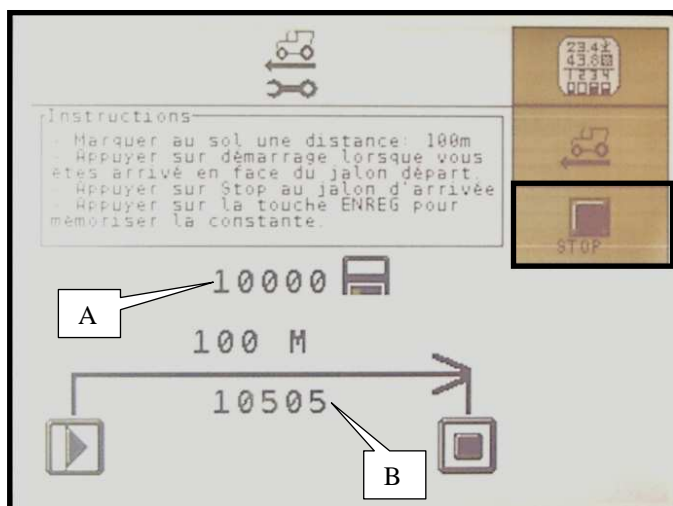 23.4
43.8
1234
Instructions
- Marquer au sol une distance: 100m
- Appuyer sur démarrage lorsque vous
êtes arrivé en face du jalon départ.
- Appuyer sur Stop au jalon d'arrivée
- Appuyer sur la touche ENREG pour
mémoriser la constante.
STOP
10000
A
100 M
10505
B